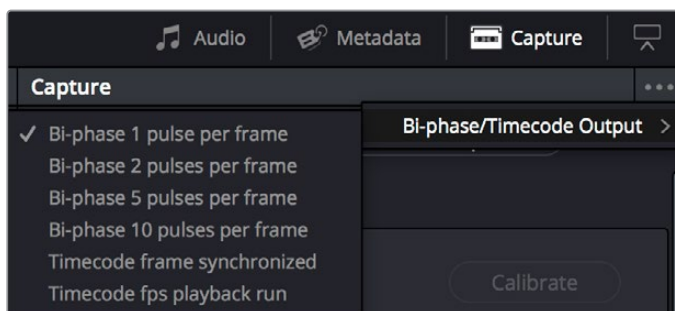 Audio
Metadata
Capture
Capture
Bi-phase/Timecode Output
Bi-phase 1 pulse per frame
Bi-phase 2 pulses per frame
Bi-phase 5 pulses per frame
Bi-phase 10 pulses per frame
Timecode frame synchronized
Timecode fps playback run
Calibrate